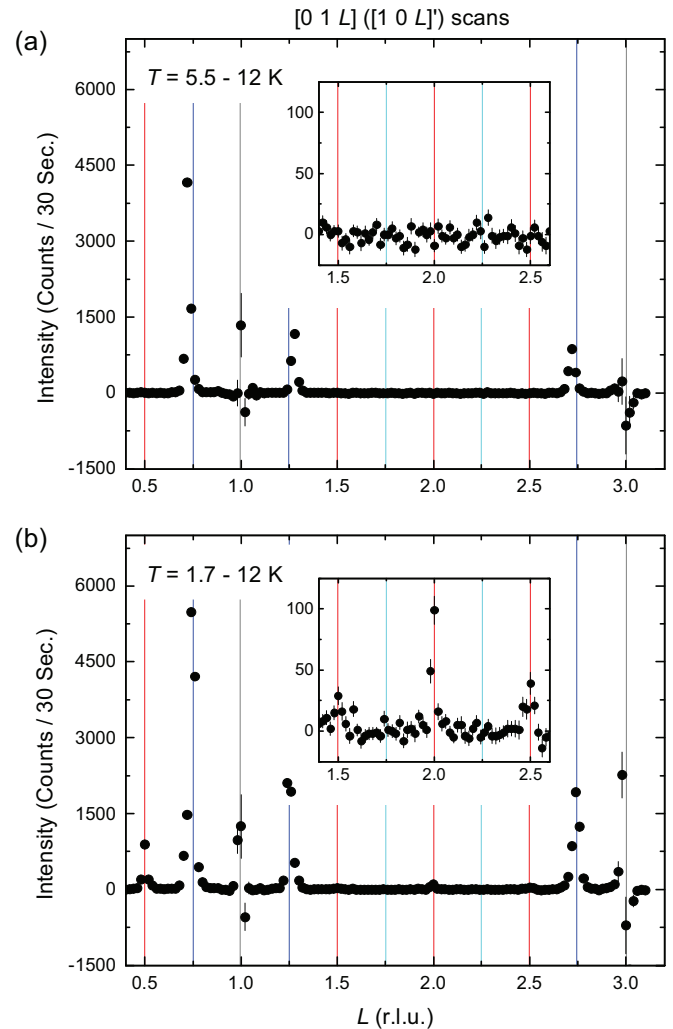 [0 1 L] ([1 0 L]') scans
(a)
T = 5.5 - 12 K
Intensity (Counts / 30 Sec.)
6000
4500
3000
1500
0
-1500
0.5 1.0 1.5 2.0 2.5 3.0
100
50
0
1.5 2.0 2.5
(b)
T = 1.7 - 12 K
Intensity (Counts / 30 Sec.)
6000
4500
3000
1500
0
-1500
0.5 1.0 1.5 2.0 2.5 3.0
100
50
0
1.5 2.0 2.5
L (r.l.u.)